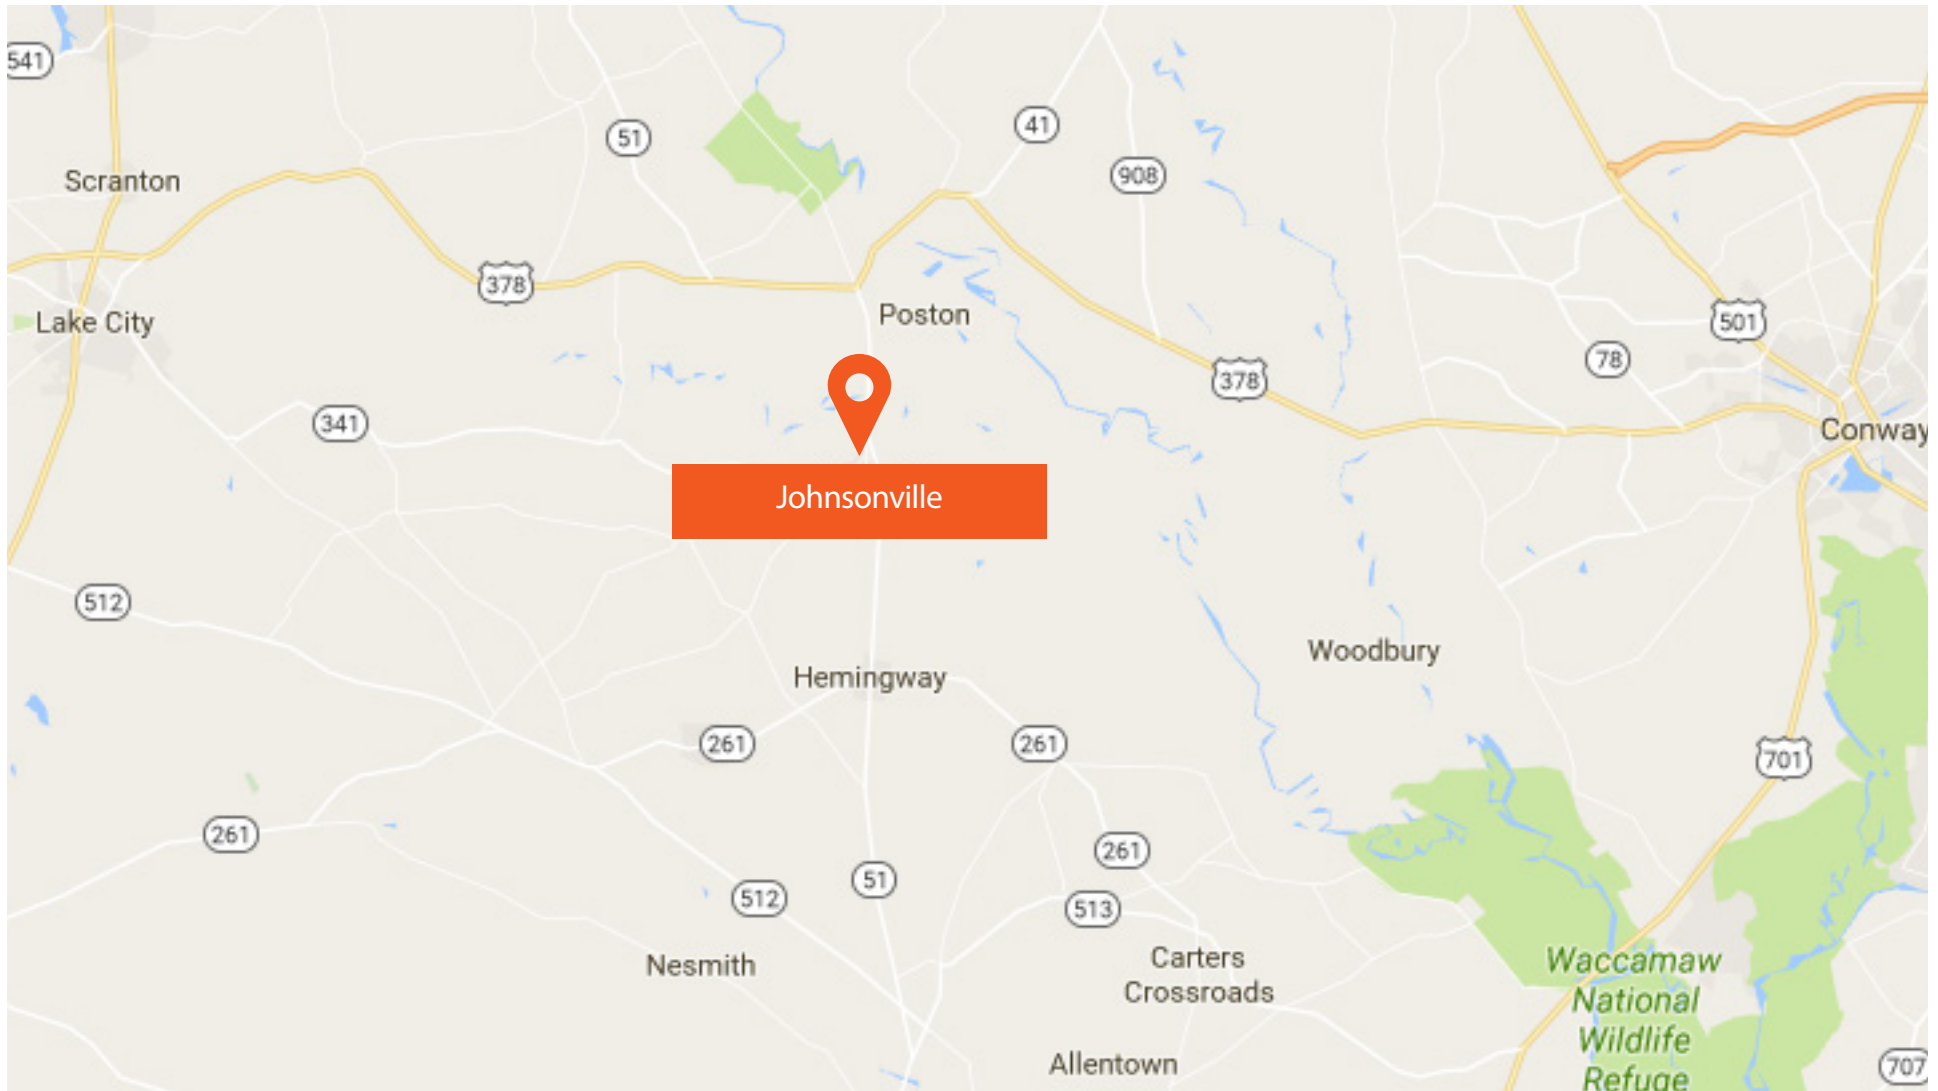 541
51
41
908
Scranton
378
Poston
Lake City
501
78
378
341
Conway
Johnsonville
512
Woodbury
Hemingway
261
261
701
261
261
51
512
513
Nesmith
Carters
Crossroads
Waccamaw
National
Wildlife
Refuge
Allentown
707